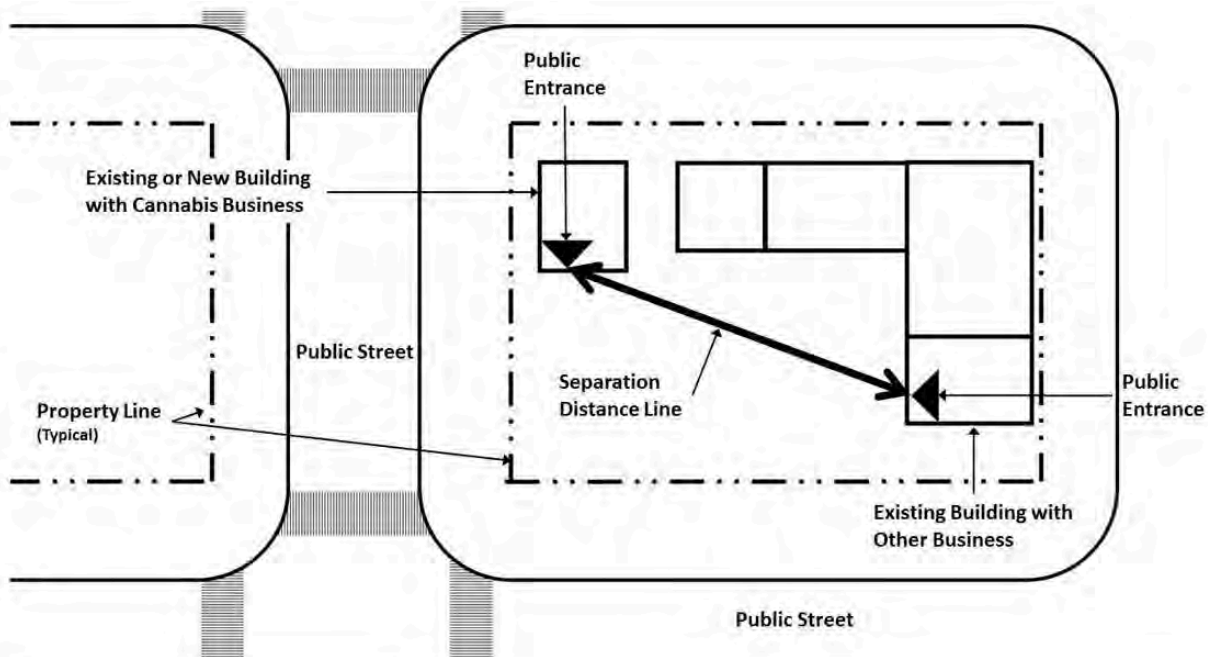 Public
Entrance
Existing or New Building
with Cannabis Business
Public Street
Separation
Distance Line
Public
Entrance
Property Line
(Typical)
Existing Building with
Other Business
Public Street